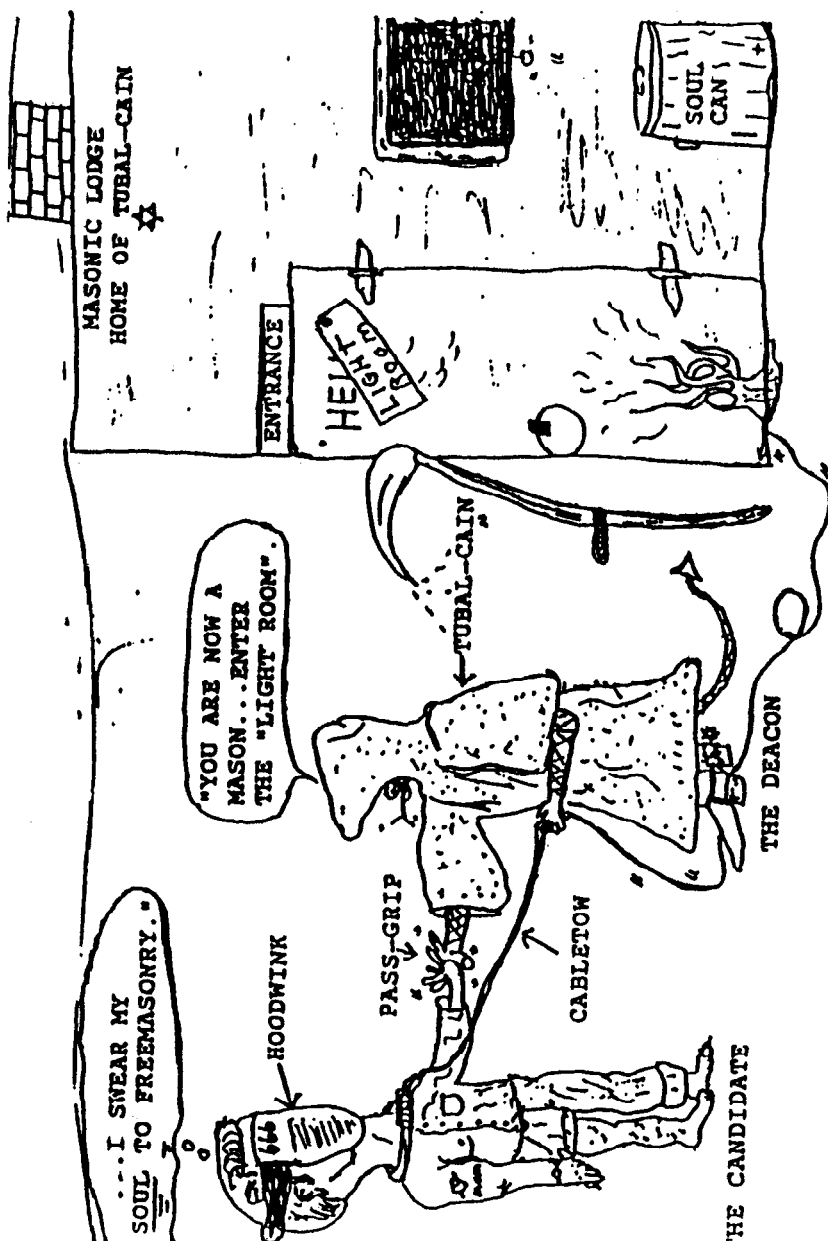 ...I SWEAR MY
SOUL TO FREEMASONRY."
"YOU ARE NOW A
MASON...ENTER
THE "LIGHT ROOM".
MASONIC LODGE
HOME OF TUBAL-CAIN
HOODWINK
666
ENTRANCE
HEL
LIGHT
Room
PASS-GRIP
TUBAL-CAIN
CABLETOW
SOUL
CAN
THE CANDIDATE
THE DEACON